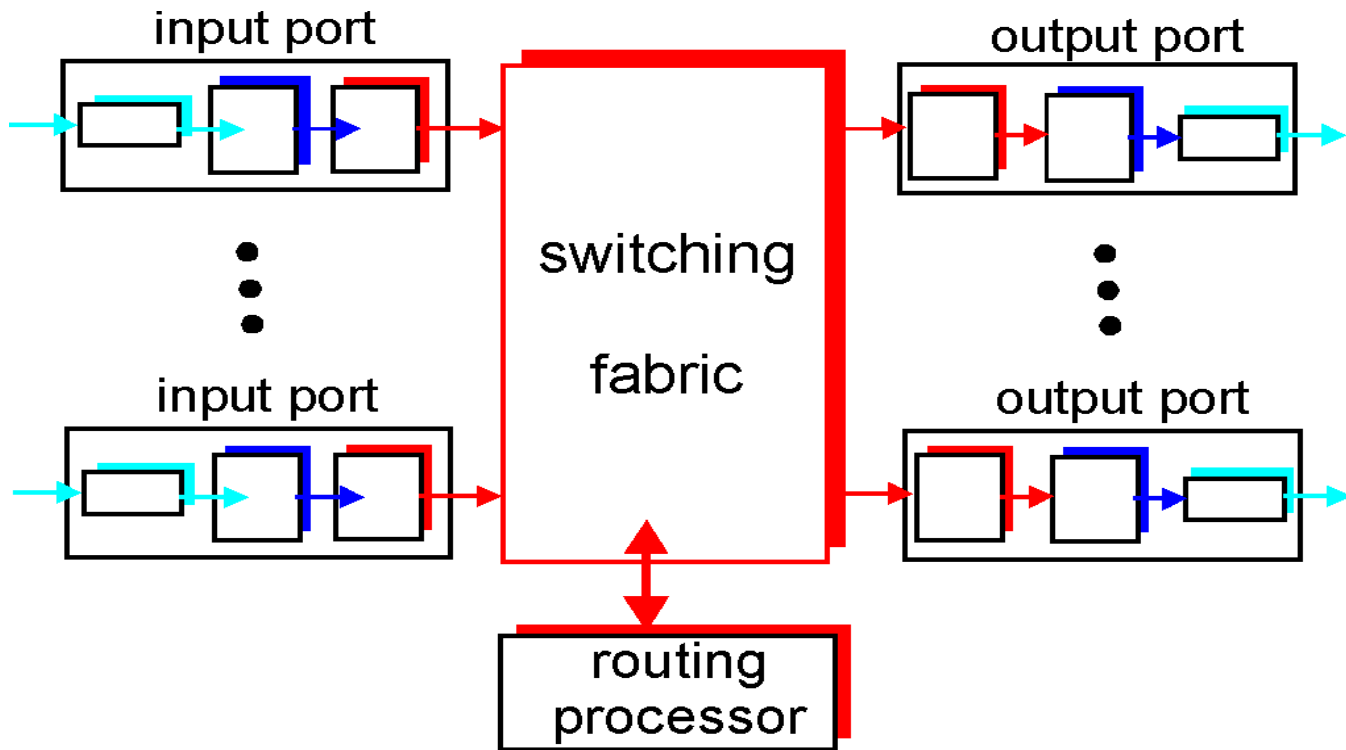 input port
output port
switching
fabric
input port
output port
routing
processor